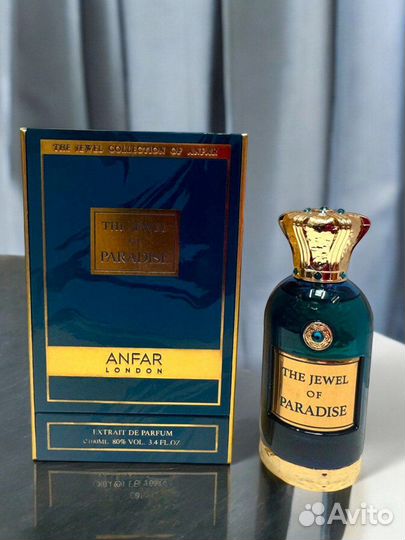 THE JEWEL COLLECTION OF ANFAR
THE JEWEL
OF
PARADISE
ANFAR
LONDON
EXTRAIT DE PARFUM
100ML 80% VOL. 3.4 FL.OZ
THE JEWEL
OF
PARADISE
Avito